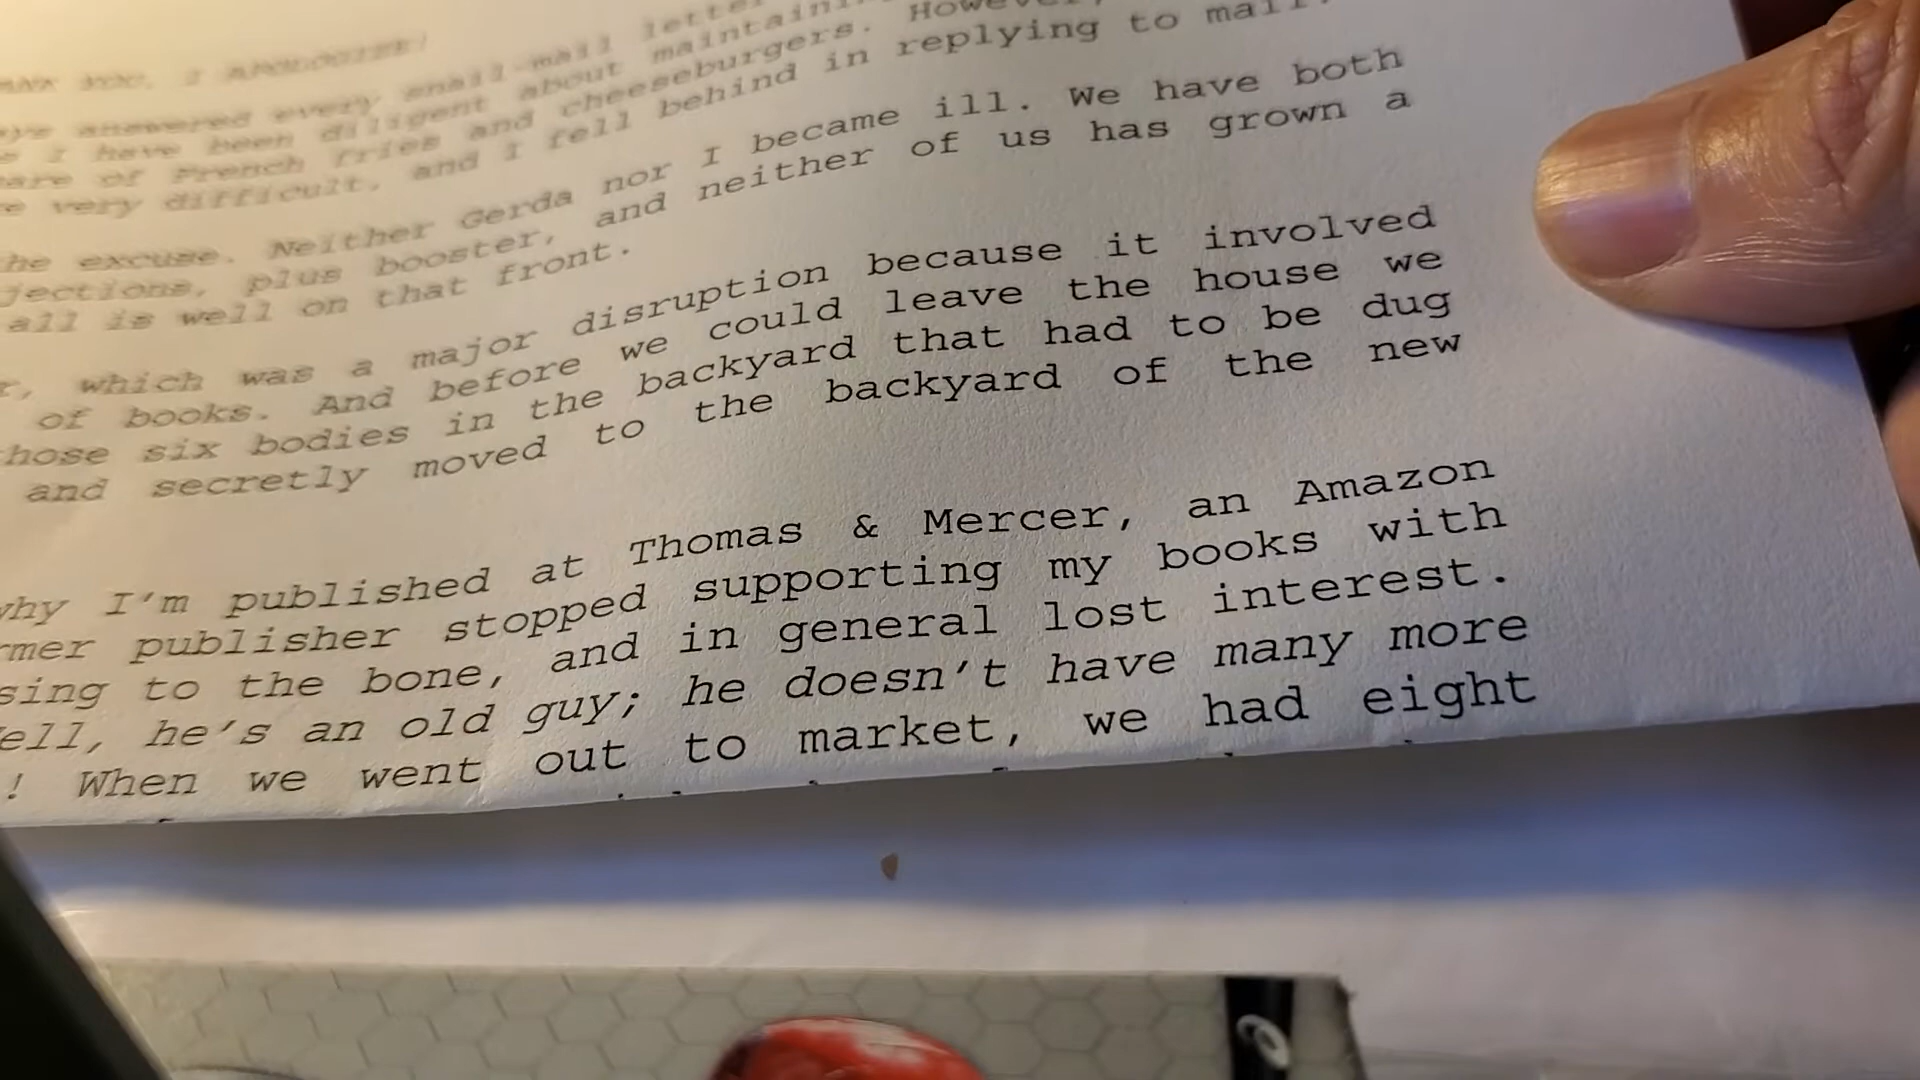 I APOLOGIZE!
answered every snail-mail letter
I have been diligent about
of French fries and cheeseburgers. However,
very difficult, and I fell behind in replying to mail.
excuse. Neither Gerda nor I became ill. We have both
plus booster, and neither of us has grown a
all is well on that front.
which was a major disruption because it involved
of books. And before we could leave the house we
six bodies in the backyard that had to be dug
and secretly moved to the backyard of the new
I'm published at Thomas & Mercer, an Amazon
publisher stopped supporting my books with
to the bone, and in general lost interest.
he's an old guy; he doesn't have many more
! When we went out to market, we had eight